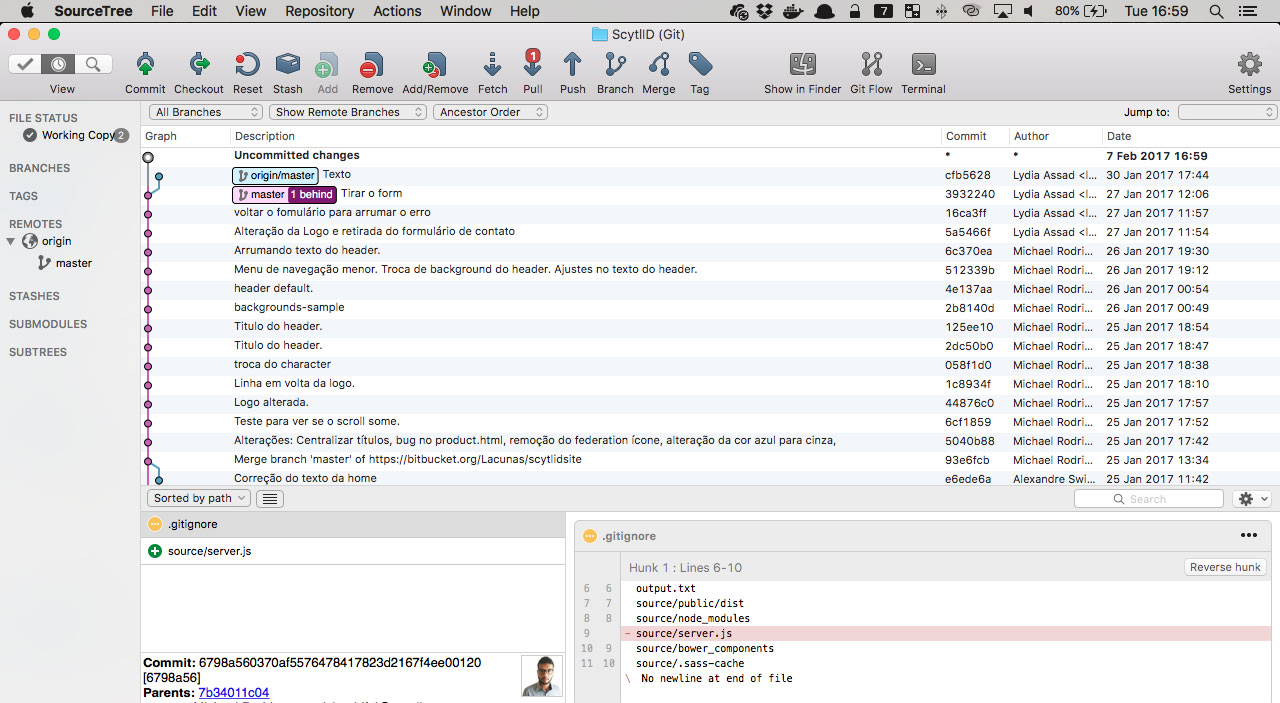 SourceTree File Edit View Repository Actions Window Help 7 80% Tue 16:59
ScytlID (Git)
View Commit Checkout Reset Stash Add Remove Add/Remove Fetch 1 Pull Push Branch Merge Tag Show in Finder Git Flow Terminal Settings
All Branches Show Remote Branches Ancestor Order Jump to:
FILE STATUS
Working Copy 2
BRANCHES
TAGS
REMOTES
origin
master
STASHES
SUBMODULES
SUBTREES
Graph Description Commit Author Date
Uncommitted changes * * 7 Feb 2017 16:59
origin/master Texto cfb5628 Lydia Assad <l... 30 Jan 2017 17:44
master 1 behind Tirar o form 3932240 Lydia Assad <l... 27 Jan 2017 12:06
voltar o fomulário para arrumar o erro 16ca3ff Lydia Assad <l... 27 Jan 2017 11:57
Alteração da Logo e retirada do formulário de contato 5a5466f Lydia Assad <l... 27 Jan 2017 11:54
Arrumando texto do header. 6c370ea Michael Rodri... 26 Jan 2017 19:30
Menu de navegação menor. Troca de background do header. Ajustes no texto do header. 512339b Michael Rodri... 26 Jan 2017 19:12
header default. 4e137aa Michael Rodri... 26 Jan 2017 00:54
backgrounds-sample 2b8140d Michael Rodri... 26 Jan 2017 00:49
Titulo do header. 125ee10 Michael Rodri... 25 Jan 2017 18:54
Titulo do header. 2dc50b0 Michael Rodri... 25 Jan 2017 18:47
troca do character 058f1d0 Michael Rodri... 25 Jan 2017 18:38
Linha em volta da logo. 1c8934f Michael Rodri... 25 Jan 2017 18:10
Logo alterada. 44876c0 Michael Rodri... 25 Jan 2017 17:57
Teste para ver se o scroll some. 6cf1859 Michael Rodri... 25 Jan 2017 17:52
Alterações: Centralizar títulos, bug no product.html, remoção do federation ícone, alteração da cor azul para cinza, 5040b88 Michael Rodri... 25 Jan 2017 17:42
Merge branch 'master' of https://bitbucket.org/Lacunas/scytlidsite 93e6fcb Michael Rodri... 25 Jan 2017 13:34
Correção do texto da home e6ede6a Alexandre Swi... 25 Jan 2017 11:42
Sorted by path Search
.gitignore
source/server.js
Commit: 6798a560370af5576478417823d2167f4ee00120
[6798a56]
Parents: 7b34011c04
.gitignore
Hunk 1 : Lines 6-10 Reverse hunk
6 6 output.txt
7 7 source/public/dist
8 8 source/node_modules
9 - source/server.js
10 9 source/bower_components
11 10 source/.sass-cache
\ No newline at end of file